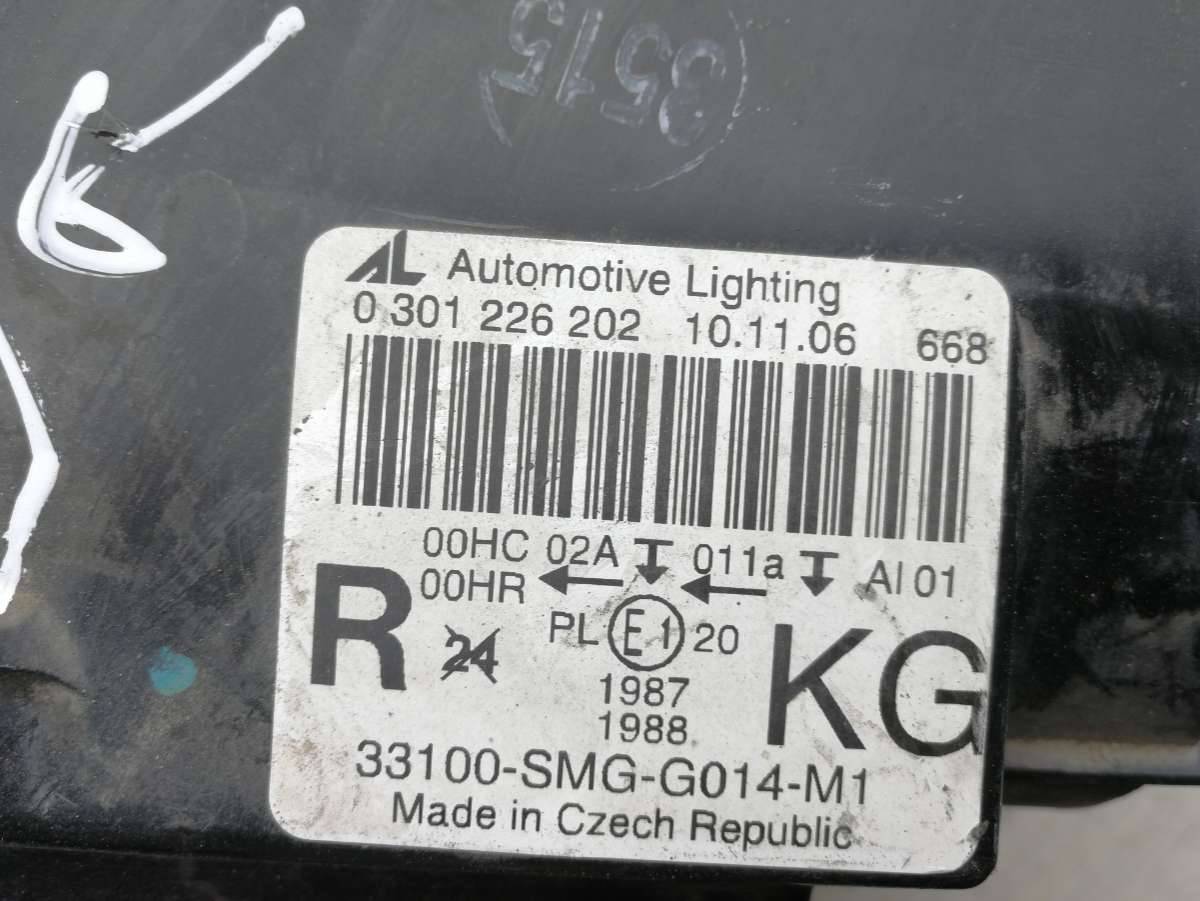 3515
AL Automotive Lighting
0 301 226 202 10.11.06 668
00HC 02A 011a AI 01
00HR
R 24 PL E1 20 KG
1987
1988
33100-SMG-G014-M1
Made in Czech Republic